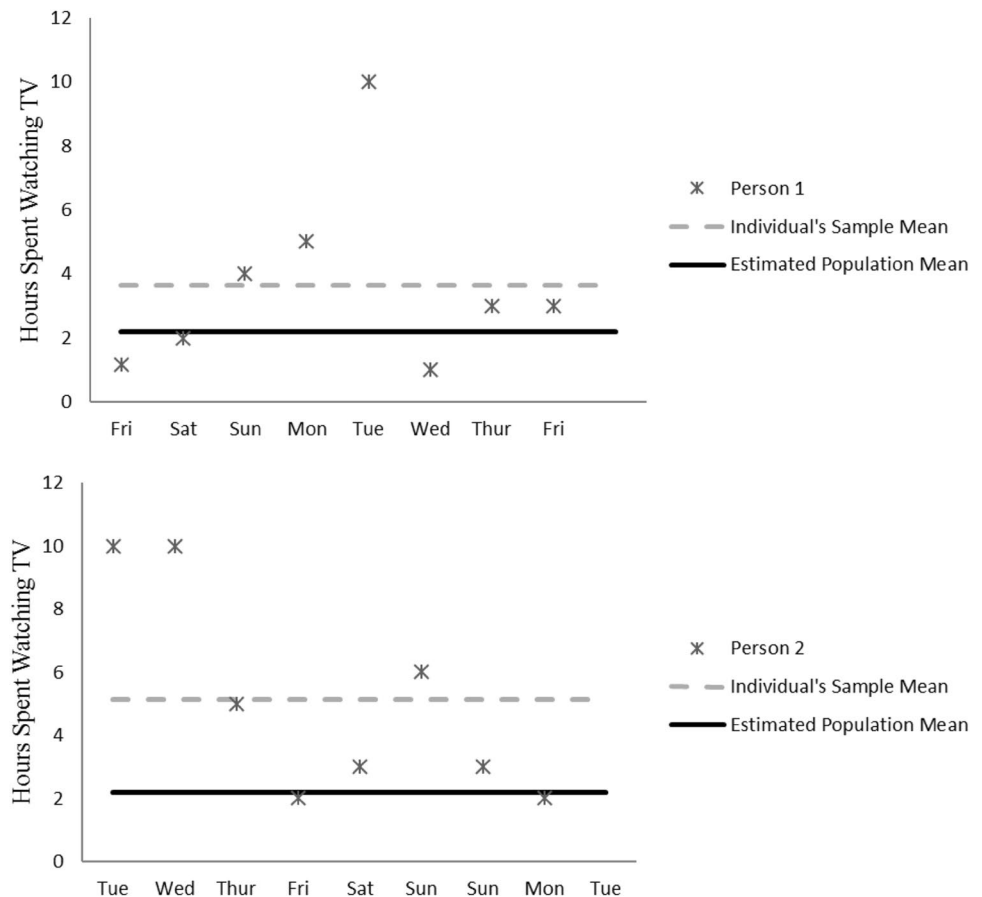 12
10
8
6
4
2
0
Hours Spent Watching TV
Fri Sat Sun Mon Tue Wed Thur Fri
Person 1
Individual's Sample Mean
Estimated Population Mean
12
10
8
6
4
2
0
Hours Spent Watching TV
Tue Wed Thur Fri Sat Sun Sun Mon Tue
Person 2
Individual's Sample Mean
Estimated Population Mean